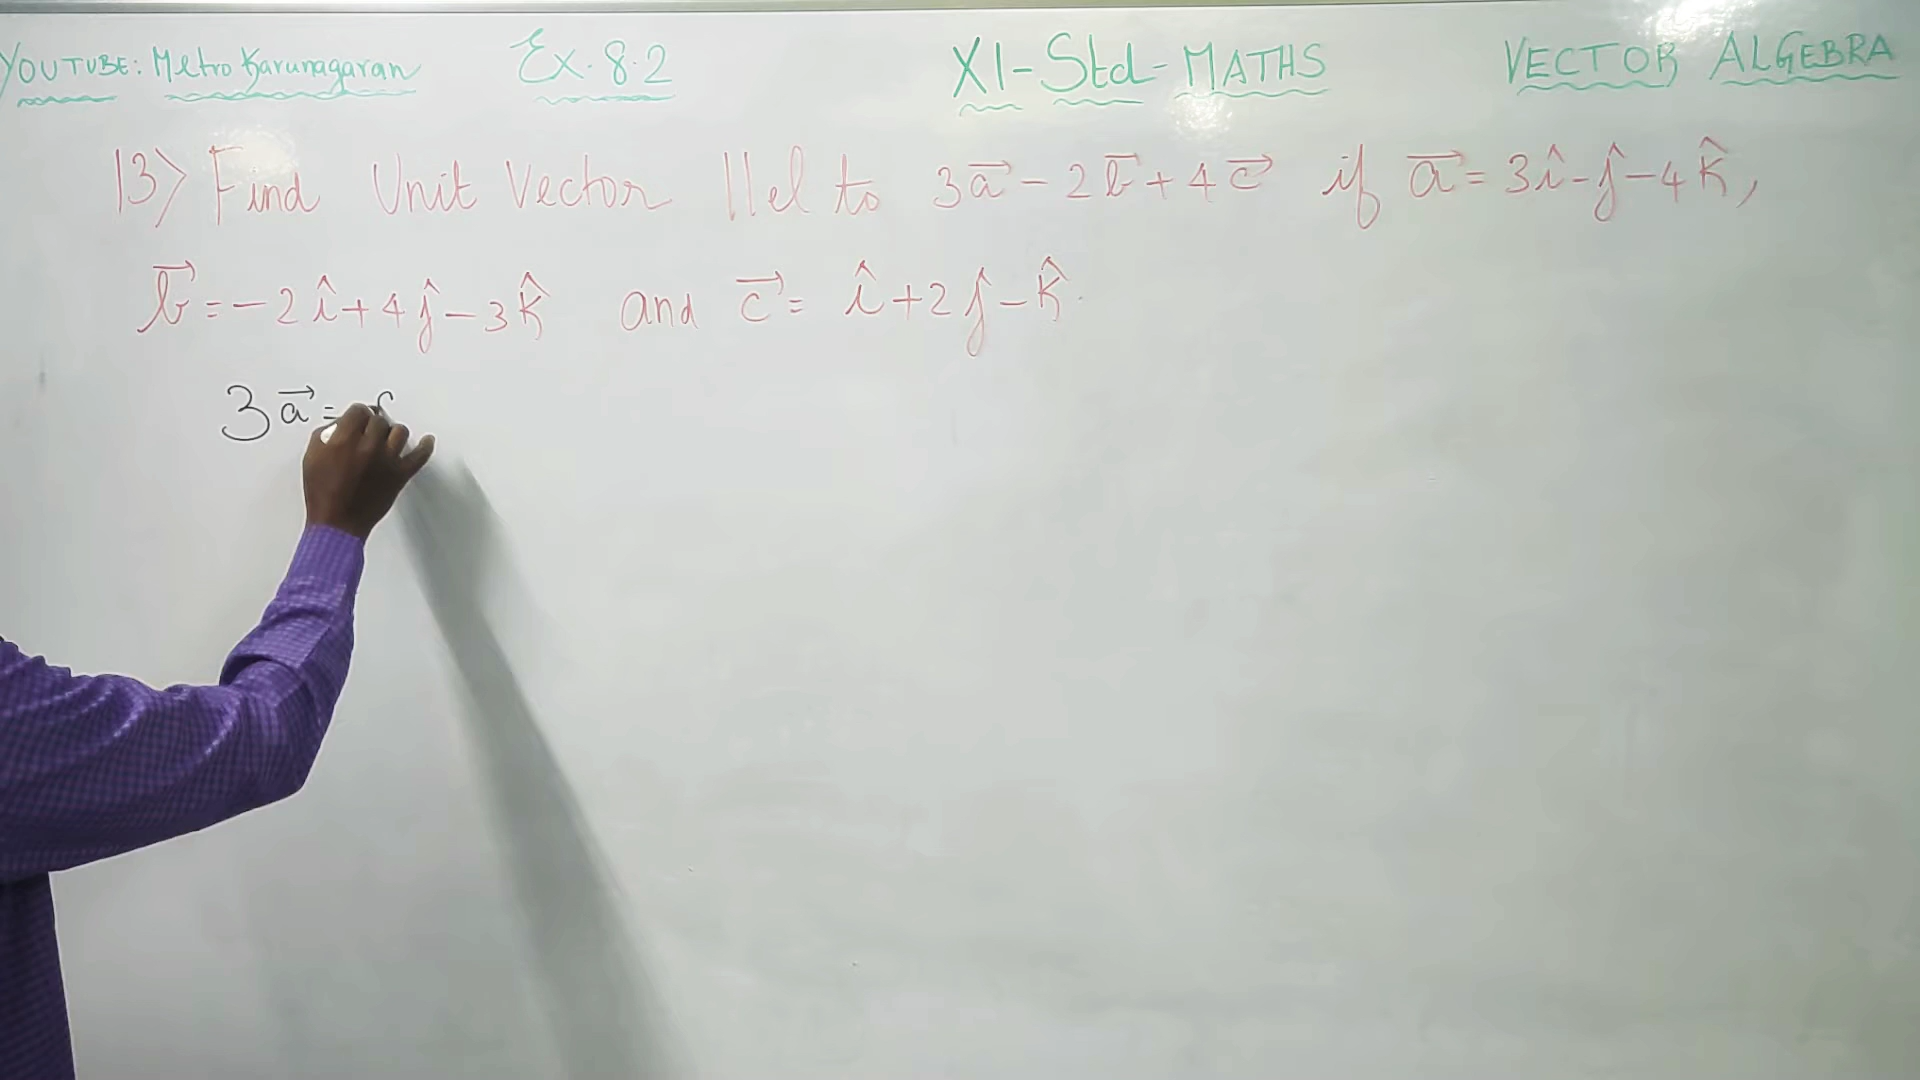 YOUTUBE: Metro Karunagaran Ex. 8.2 XI-Std-MATHS VECTOR ALGEBRA
13) Find Unit Vector llel to 3a⃗ - 2b⃗ + 4c⃗ if a⃗ = 3î - ĵ - 4k̂,
b⃗ = -2î + 4ĵ - 3k̂ and c⃗ = î + 2ĵ - k̂.
3a⃗ =